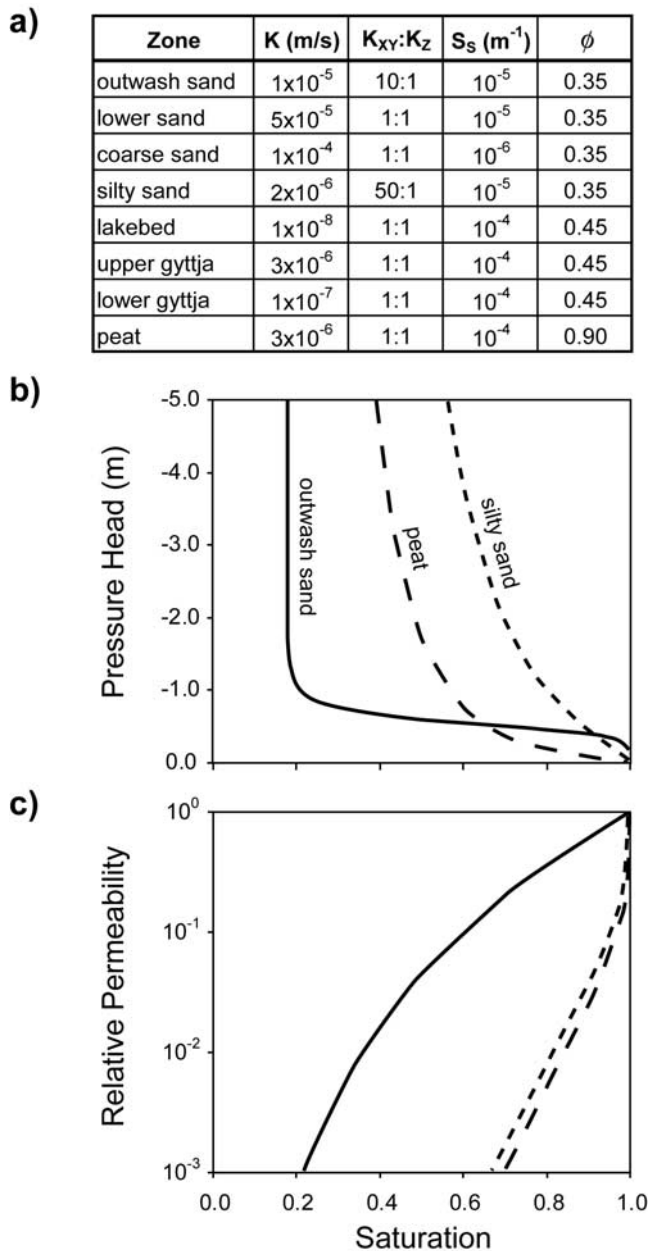 a)
Zone K (m/s) K_XY:K_Z S_S (m⁻¹) ϕ
outwash sand 1x10⁻⁵ 10:1 10⁻⁵ 0.35
lower sand 5x10⁻⁵ 1:1 10⁻⁵ 0.35
coarse sand 1x10⁻⁴ 1:1 10⁻⁶ 0.35
silty sand 2x10⁻⁶ 50:1 10⁻⁵ 0.35
lakebed 1x10⁻⁸ 1:1 10⁻⁴ 0.45
upper gyttja 3x10⁻⁶ 1:1 10⁻⁴ 0.45
lower gyttja 1x10⁻⁷ 1:1 10⁻⁴ 0.45
peat 3x10⁻⁶ 1:1 10⁻⁴ 0.90
b)
Pressure Head (m)
-5.0
-4.0
-3.0
-2.0
-1.0
0.0
outwash sand
peat
silty sand
c)
Relative Permeability
10⁰
10⁻¹
10⁻²
10⁻³
0.0 0.2 0.4 0.6 0.8 1.0
Saturation